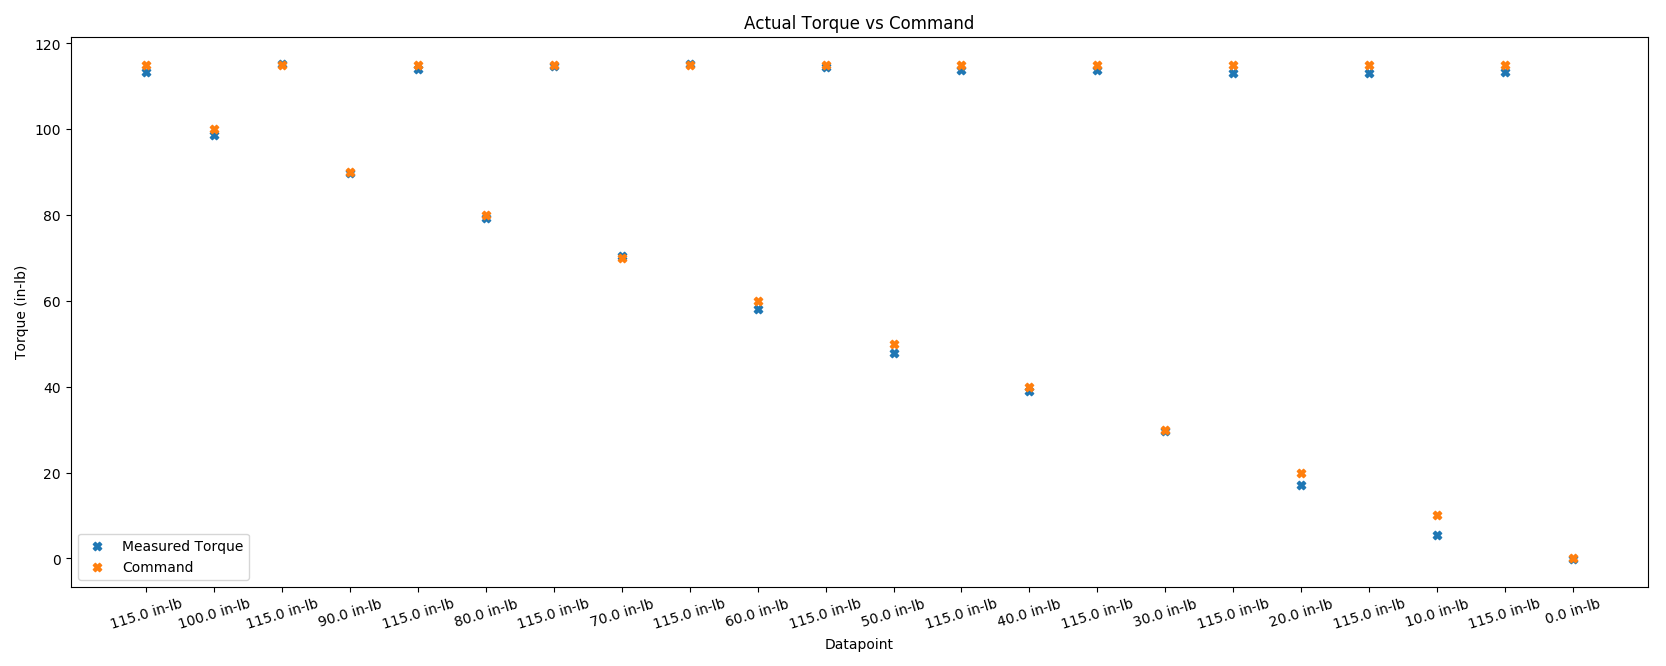 Actual Torque vs Command
120
100
80
60
40
20
0
Torque (in-lb)
Measured Torque
Command
115.0 in-lb
100.0 in-lb
115.0 in-lb
90.0 in-lb
115.0 in-lb
80.0 in-lb
115.0 in-lb
70.0 in-lb
115.0 in-lb
60.0 in-lb
115.0 in-lb
50.0 in-lb
115.0 in-lb
40.0 in-lb
115.0 in-lb
30.0 in-lb
115.0 in-lb
20.0 in-lb
115.0 in-lb
10.0 in-lb
115.0 in-lb
0.0 in-lb
Datapoint